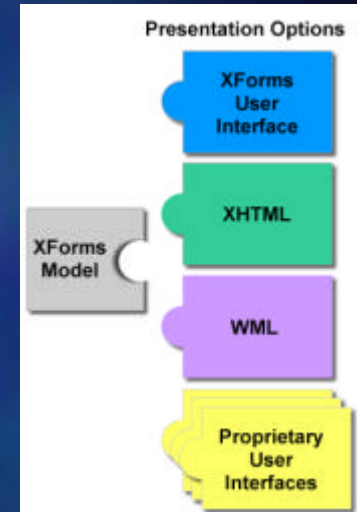 Presentation Options
XForms
User
Interface
XHTML
XForms
Model
WML
Proprietary
User
Interfaces